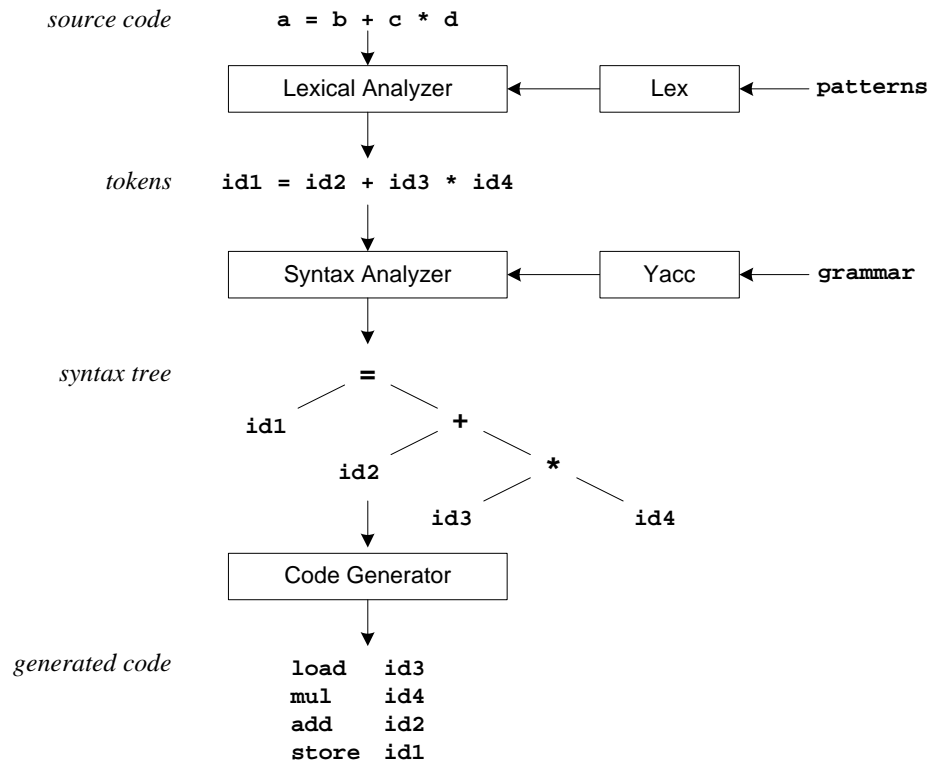 source code a = b + c * d
Lexical Analyzer Lex patterns
tokens id1 = id2 + id3 * id4
Syntax Analyzer Yacc grammar
syntax tree =
id1 +
id2 *
id3 id4
Code Generator
generated code load id3
mul id4
add id2
store id1